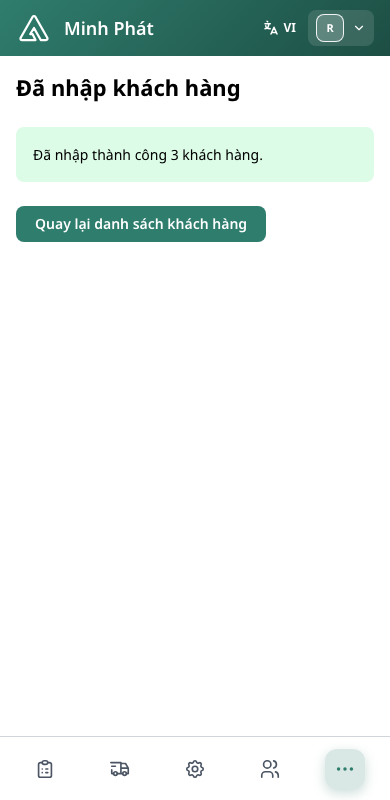 Minh Phát
VI
R
Đã nhập khách hàng
Đã nhập thành công 3 khách hàng.
Quay lại danh sách khách hàng